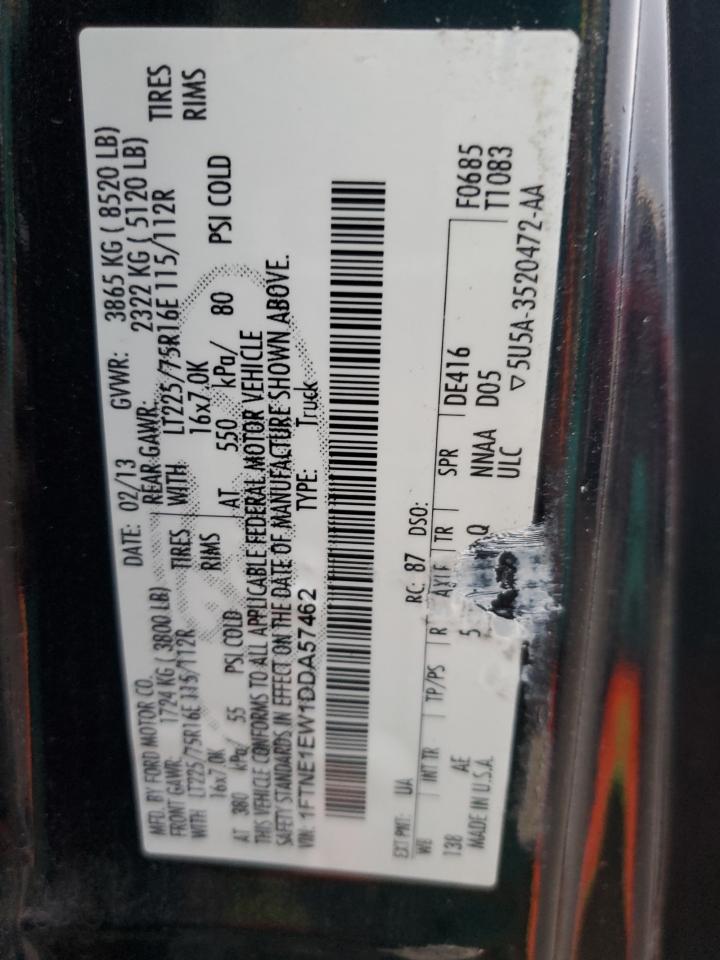 MFD. BY FORD MOTOR CO. DATE: 02/13 GVWR: 3865 KG ( 8520 LB)
FRONT GAWR: 1724 KG ( 3800 LB) REAR GAWR: 2322 KG ( 5120 LB)
WITH LT225/75R16E 115/112R TIRES WITH LT225/75R16E 115/112R TIRES
16x7.0K RIMS 16x7.0K RIMS
AT 380 kPa/ 55 PSI COLD AT 550 kPa/ 80 PSI COLD
THIS VEHICLE CONFORMS TO ALL APPLICABLE FEDERAL MOTOR VEHICLE
SAFETY STANDARDS IN EFFECT ON THE DATE OF MANUFACTURE SHOWN ABOVE.
VIN: 1FTNE1EW1DDA57462 TYPE: Truck
F0685
T1083
EXT PNT: UA RC: 87 DSO:
WB INT TR TP/PS R TR SPR DE416
138 AE 5 Q NNAA D05
MADE IN U.S.A. ULC ▽5U5A-3520472-AA